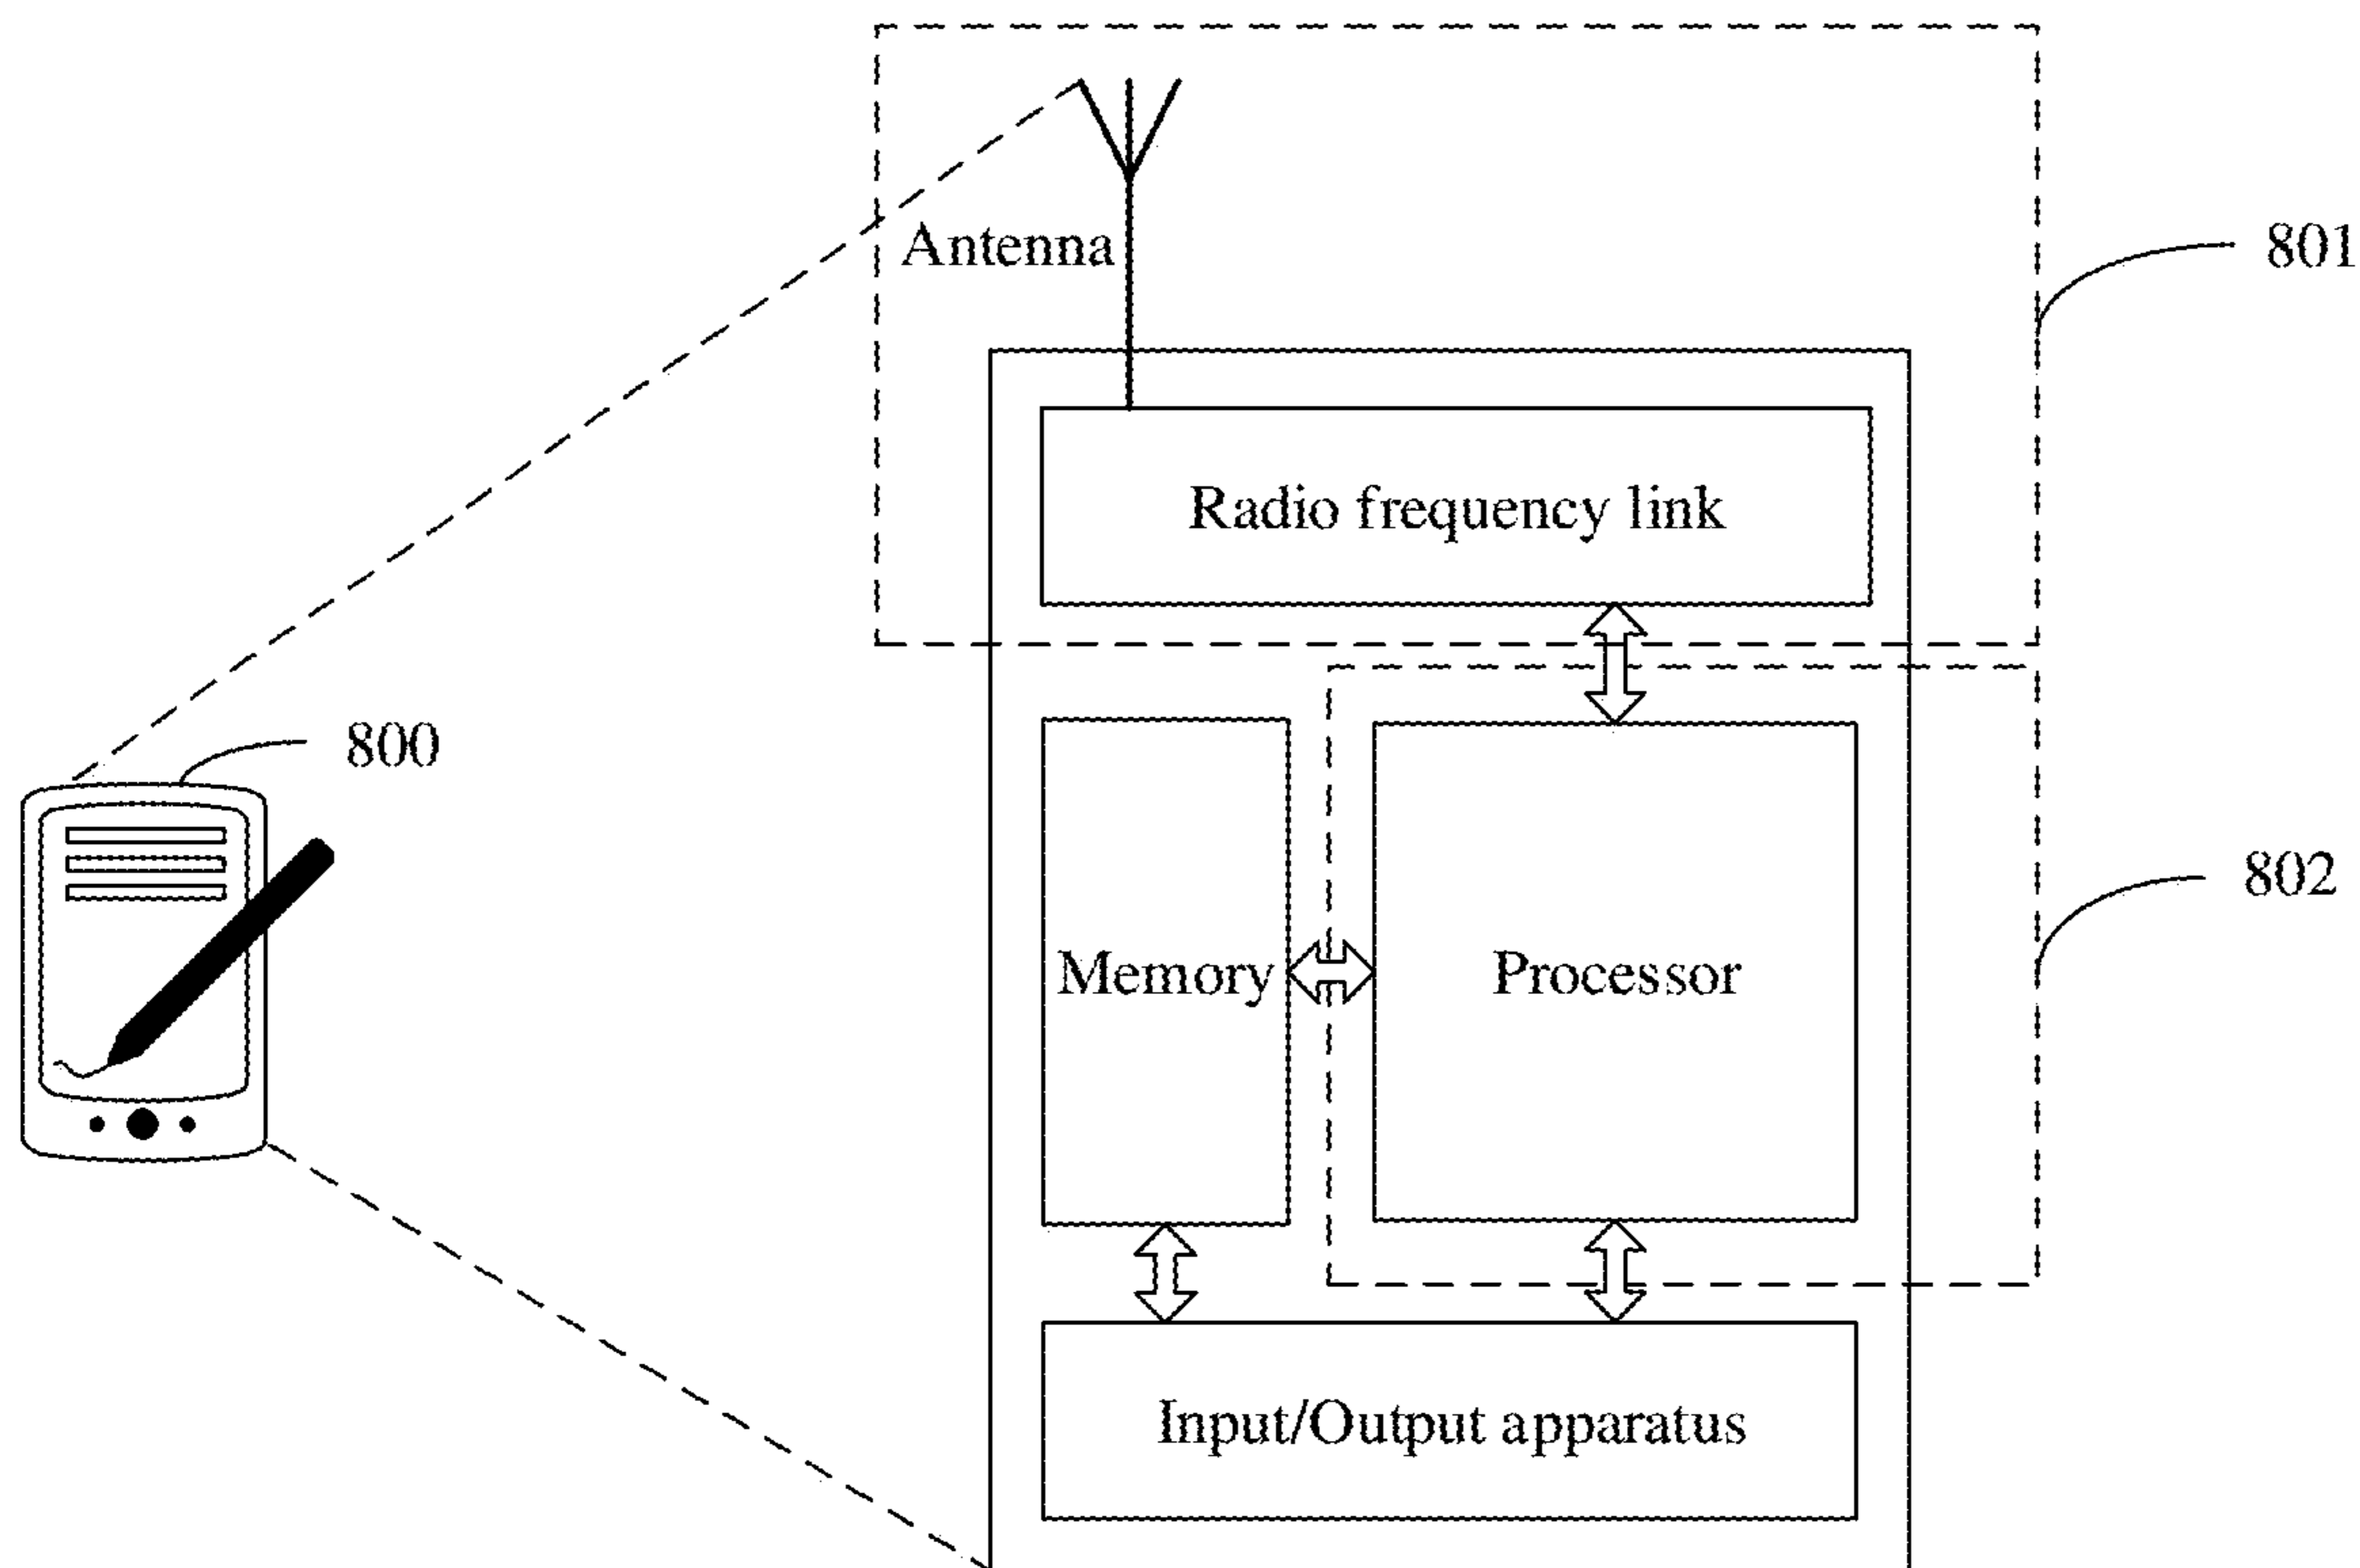 Antenna
801
Radio frequency link
800
802
Memory
Processor
Input/Output apparatus